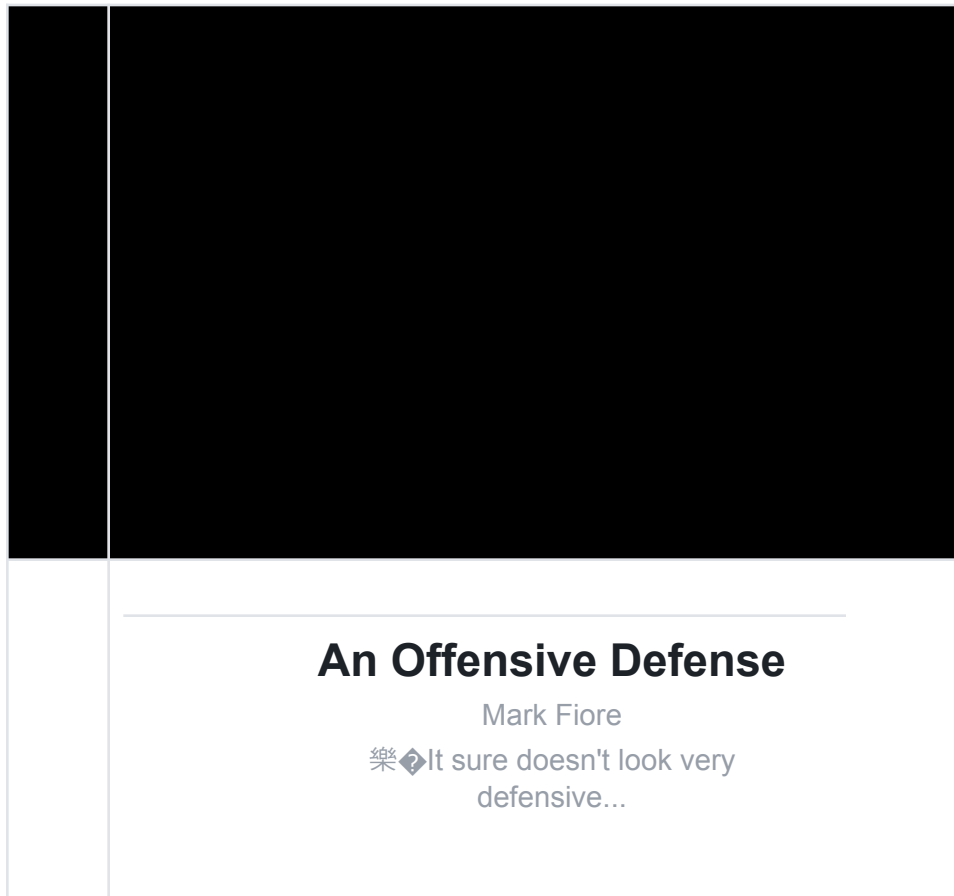 An Offensive Defense
Mark Fiore
樂�It sure doesn't look very
defensive...